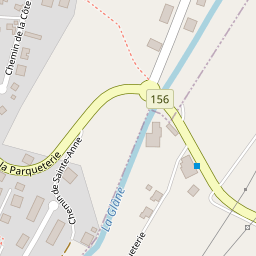 Chemin de la Côte
156
la Parqueterie
Chemin de Sainte-Anne
La Glâne
queterie